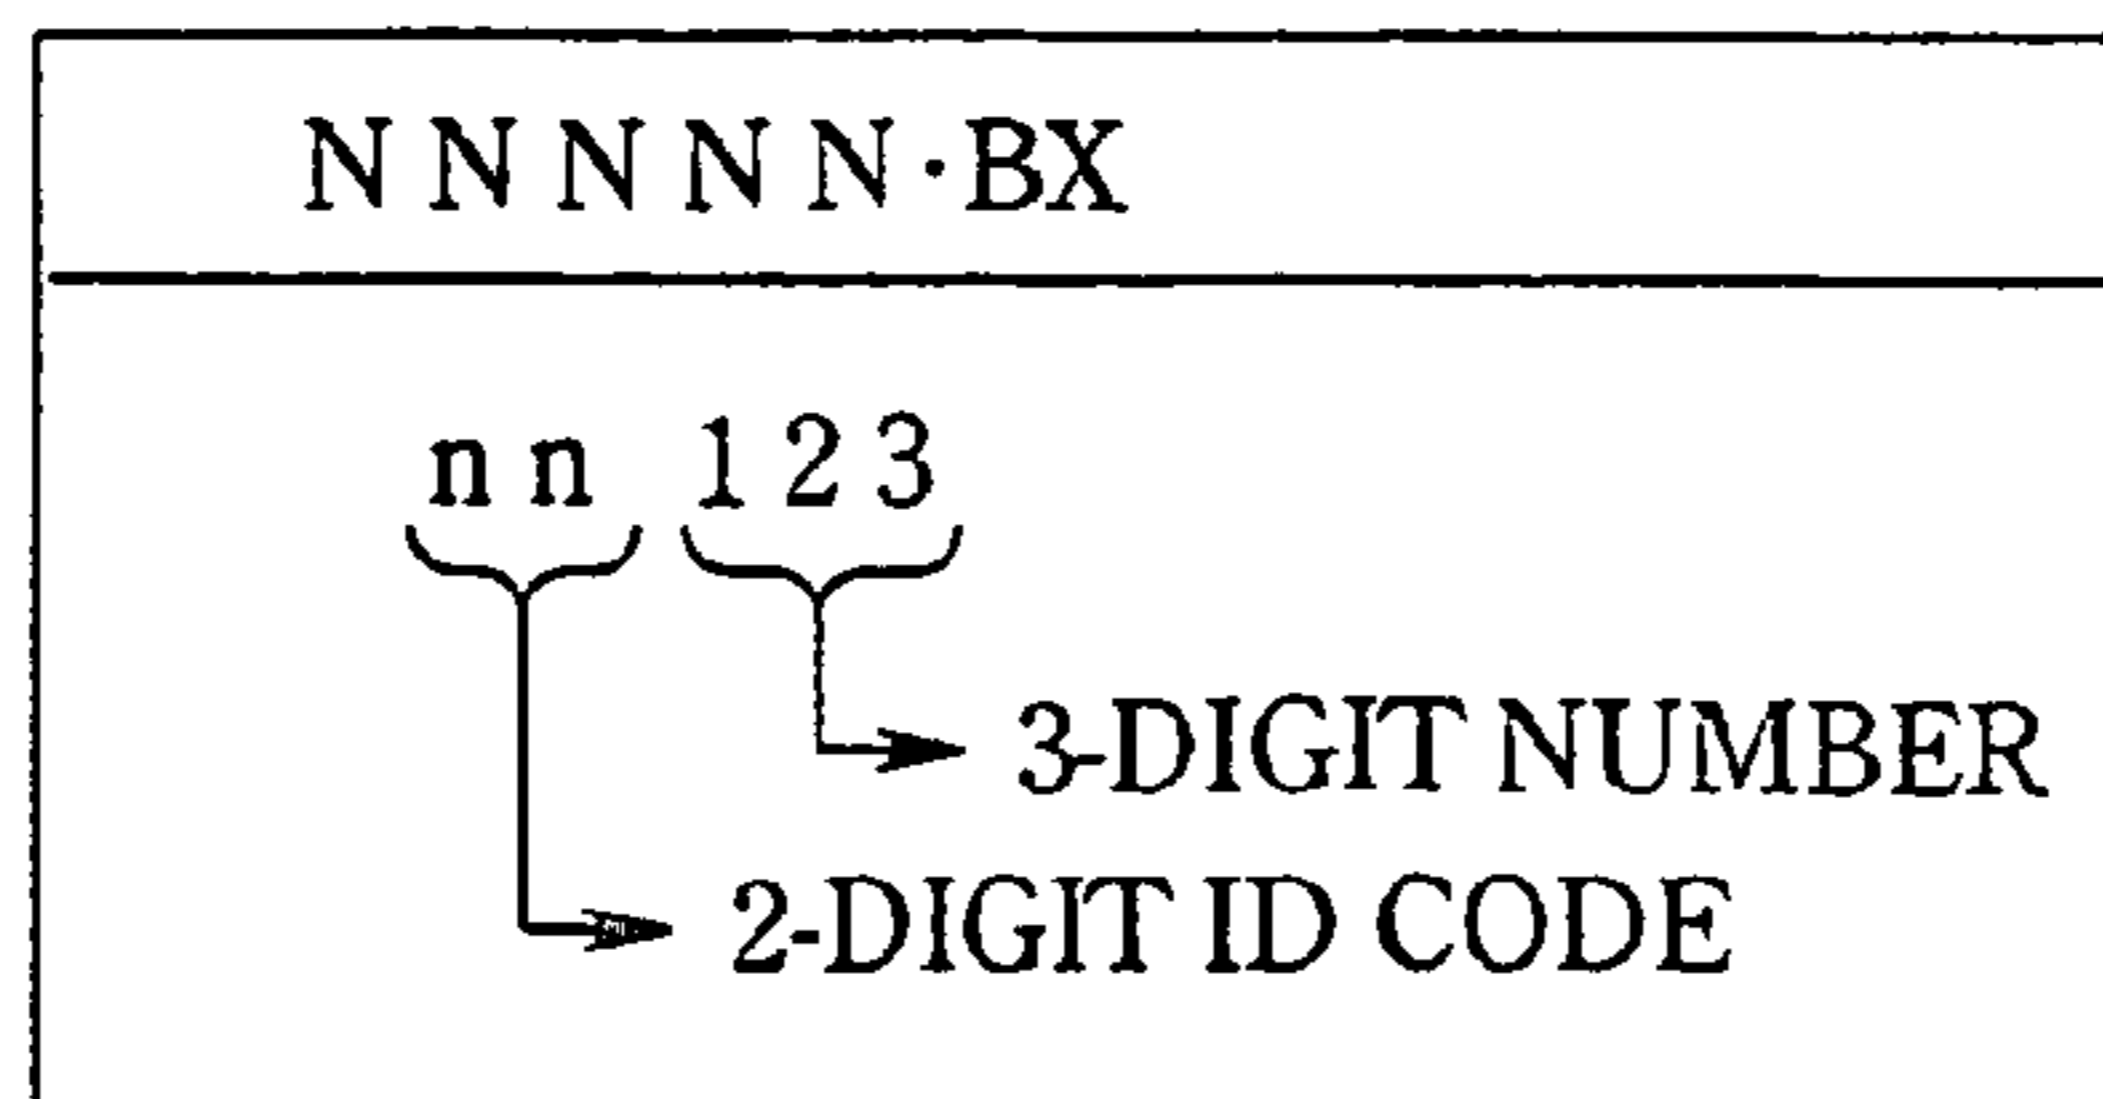 N N N N N・BX
n n 1 2 3
3-DIGIT NUMBER
2-DIGIT ID CODE